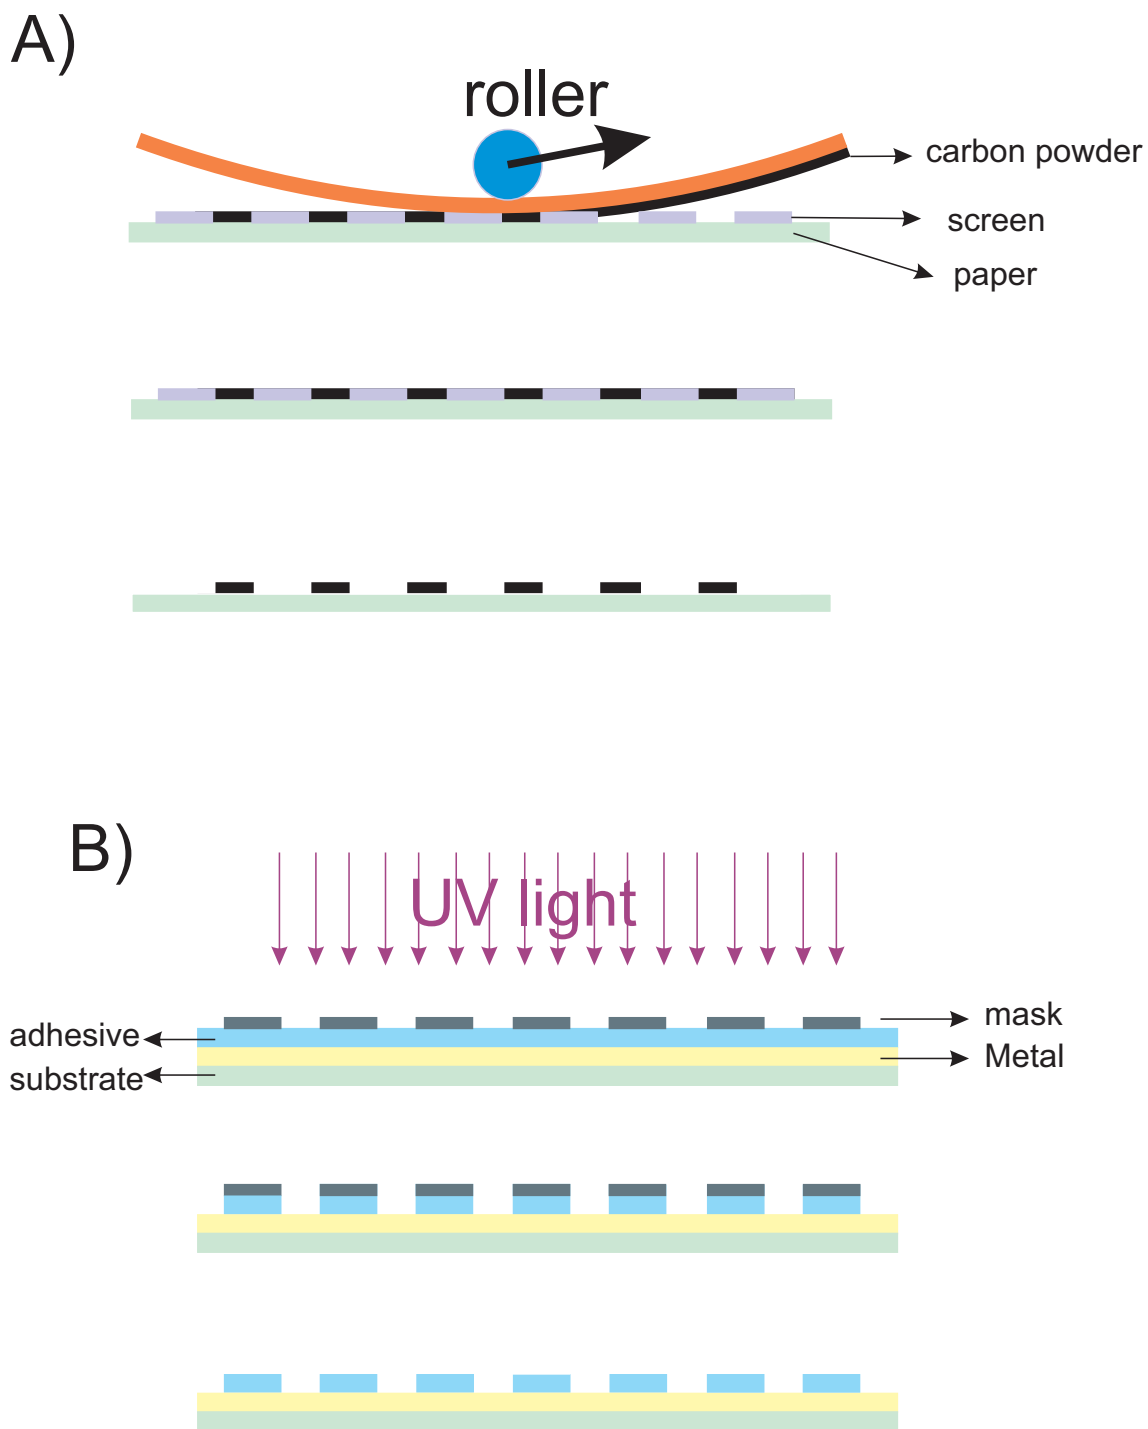 A)
roller
carbon powder
screen
paper
B)
UV light
mask
adhesive
Metal
substrate